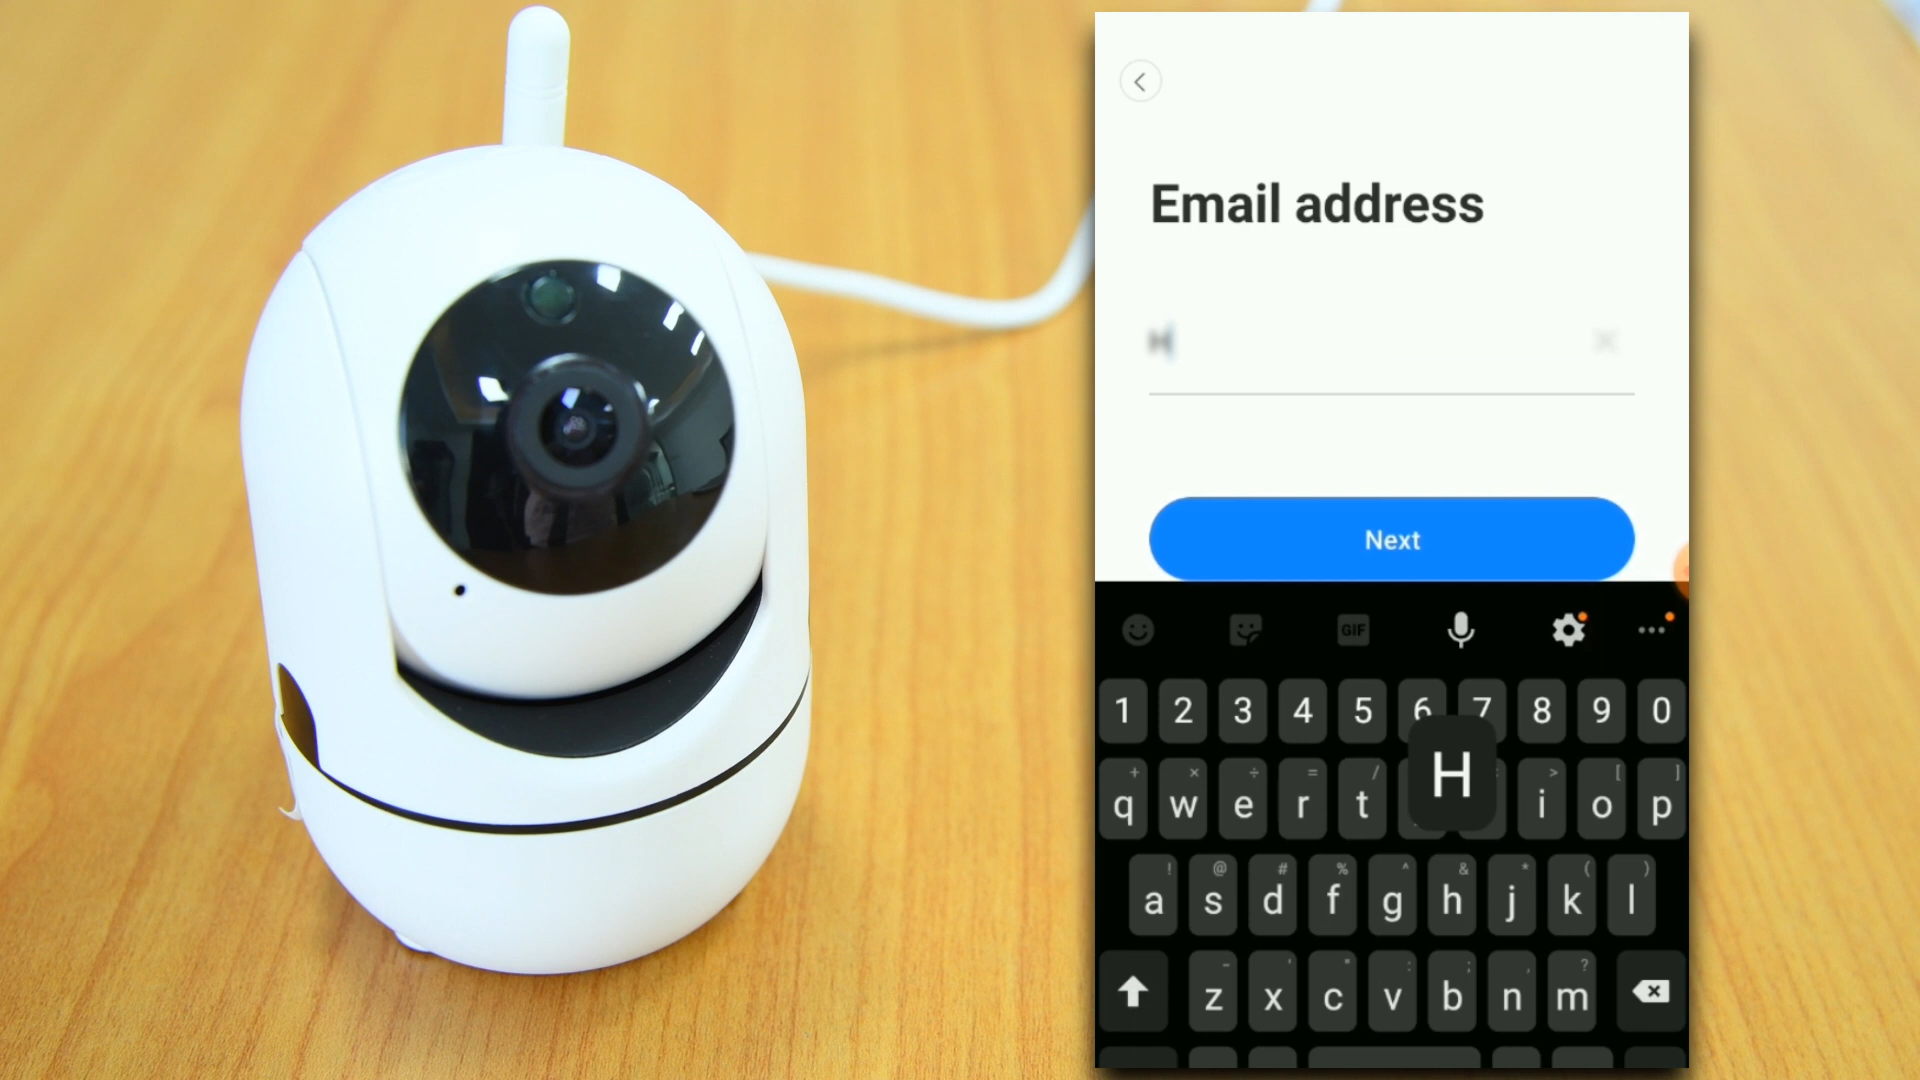 Email address
H
Next
GIF
1 2 3 4 5 6 7 8 9 0
+ × ÷ = / > [ ]
q w e r t H i o p
! @ # % ^ & * ( )
a s d f g h j k l
- ' " : ; , ?
z x c v b n m